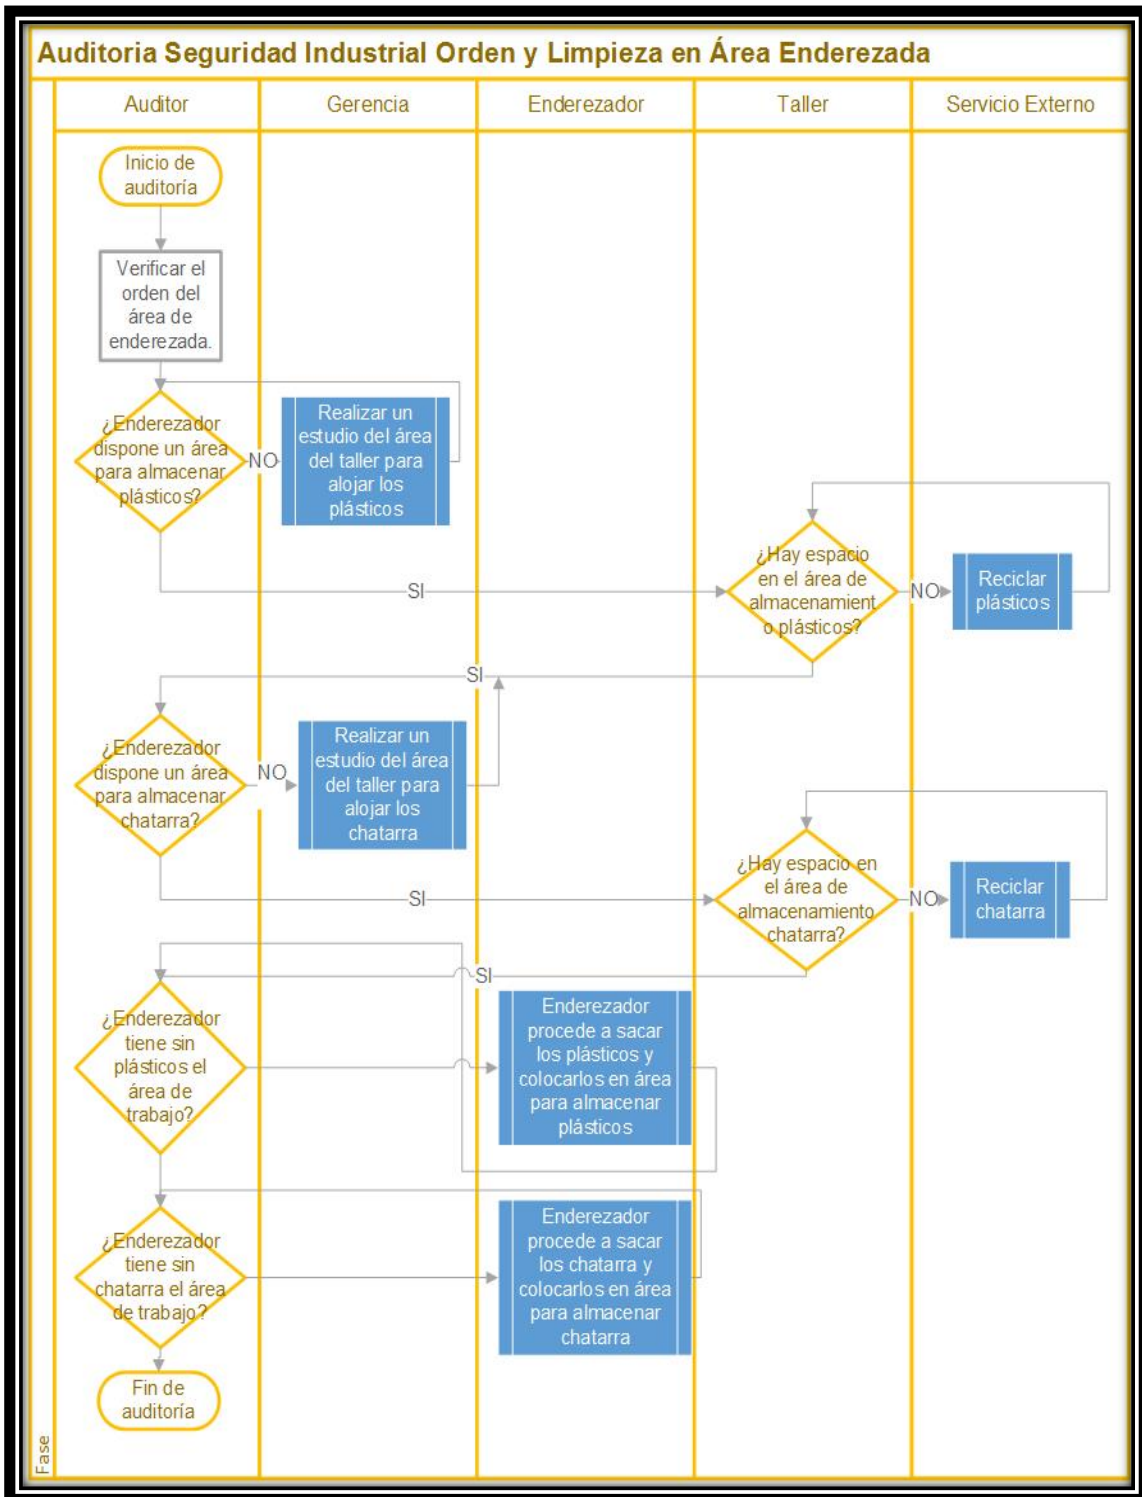 Auditoria Seguridad Industrial Orden y Limpieza en Área Enderezada
Auditor
Gerencia
Enderezador
Taller
Servicio Externo
Inicio de
auditoría
Verificar el
orden del
área de
enderezada.
¿Enderezador
dispone un área
para almacenar
plásticos?
NO
Realizar un
estudio del área
del taller para
alojar los
plásticos
SI
¿Hay espacio
en el área de
almacenamient
o plásticos?
NO
Reciclar
plásticos
SI
¿Enderezador
dispone un área
para almacenar
chatarra?
NO
Realizar un
estudio del área
del taller para
alojar los
chatarra
SI
¿Hay espacio en
el área de
almacenamiento
chatarra?
NO
Reciclar
chatarra
SI
¿Enderezador
tiene sin
plásticos el
área de
trabajo?
Enderezador
procede a sacar
los plásticos y
colocarlos en área
para almacenar
plásticos
¿Enderezador
tiene sin
chatarra el área
de trabajo?
Enderezador
procede a sacar
los chatarra y
colocarlos en área
para almacenar
chatarra
Fin de
auditoría
Fase